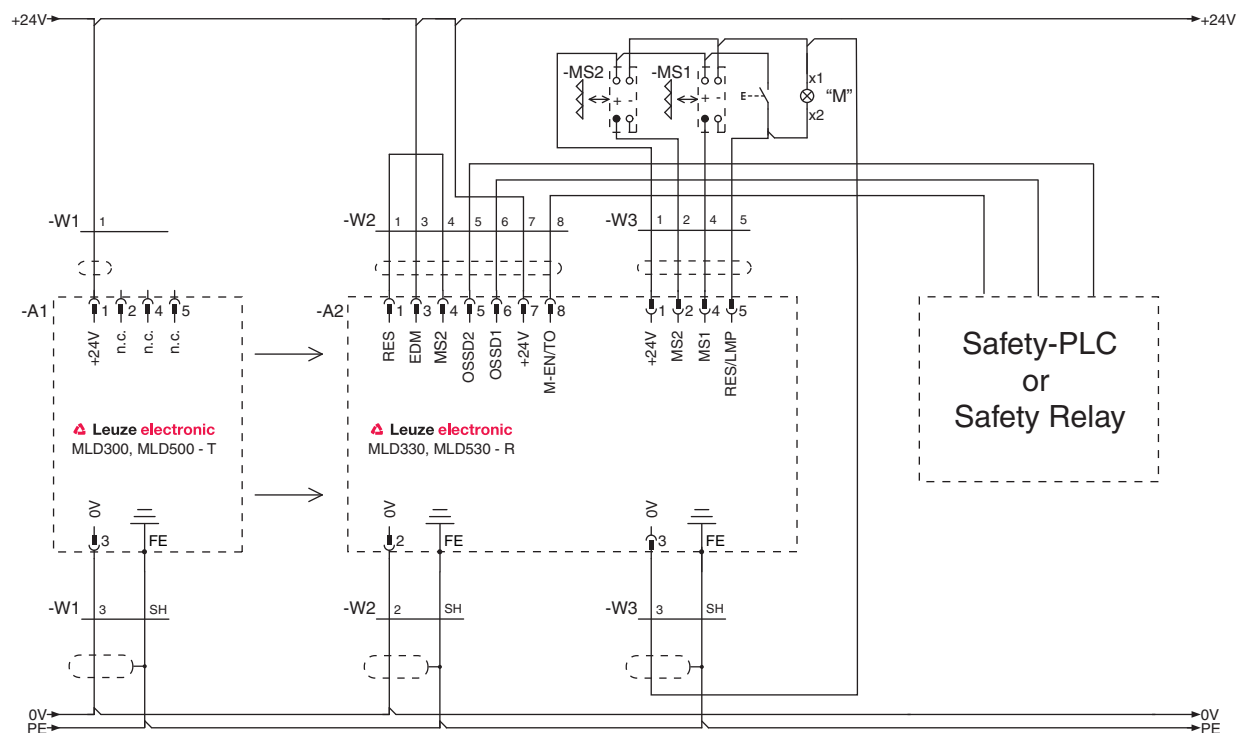 +24V +24V
-MS2 -MS1 x1
+ - + - E "M"
x2
-W1 1 -W2 1 3 4 5 6 7 8 -W3 1 2 4 5
-A1 1 2 4 5 -A2 1 3 4 5 6 7 8 1 2 4 5
+24V n.c. n.c. n.c. RES EDM MS2 OSSD2 OSSD1 +24V M-EN/TO +24V MS2 MS1 RES/LMP
Safety-PLC
or
Safety Relay
Leuze electronic Leuze electronic
MLD300, MLD500 - T MLD330, MLD530 - R
0V 0V 0V
3 FE 2 FE 3 FE
-W1 3 SH -W2 2 SH -W3 3 SH
0V 0V
PE PE